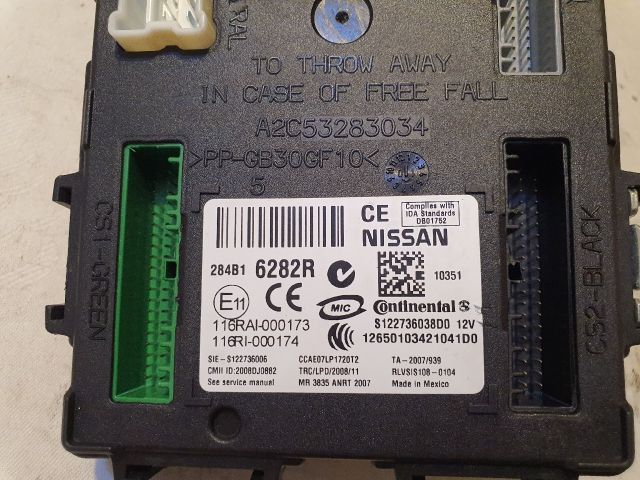 RAL
TO THROW AWAY
IN CASE OF FREE FALL
A2C53283034
>PP-GB30GF10<
5
CS1-GREEN
CS2-BLACK
CE
Complies with
IDA Standards
DB01752
NISSAN
284B1 6282R
10351
E11
CE
MIC
Continental
116RAI-000173
116RI-000174
S122736038D0 12V
12650103421041D0
SIE- S122736006
CCAE07LP1720T2
TA-2007/939
CMII ID:2008DJ0882
TRC/LPD/2008/11
RLVSIS108-0104
See service manual
MR 3835 ANRT 2007
Made in Mexico